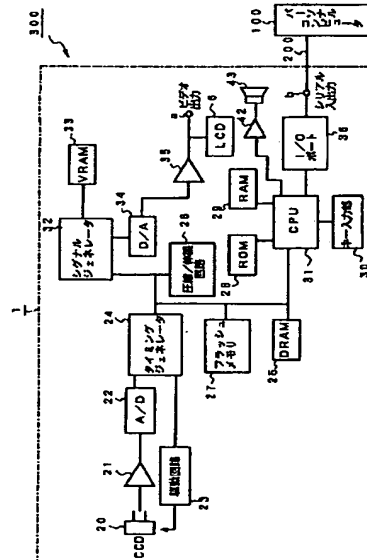 300
1
100
パーソナル
コンピュータ
200
33
VRAM
32
シグナル
ジェネレータ
34
D/A
35
a
ビデオ出力
6
LCD
43
42
b
シリアル入出力
36
I/Oポート
29
RAM
28
ROM
CPU
31
キー入力部
30
26
圧縮/伸張
回路
24
タイミング
ジェネレータ
22
A/D
21
20
CCD
23
駆動回路
27
フラッシュ
メモリ
25
DRAM